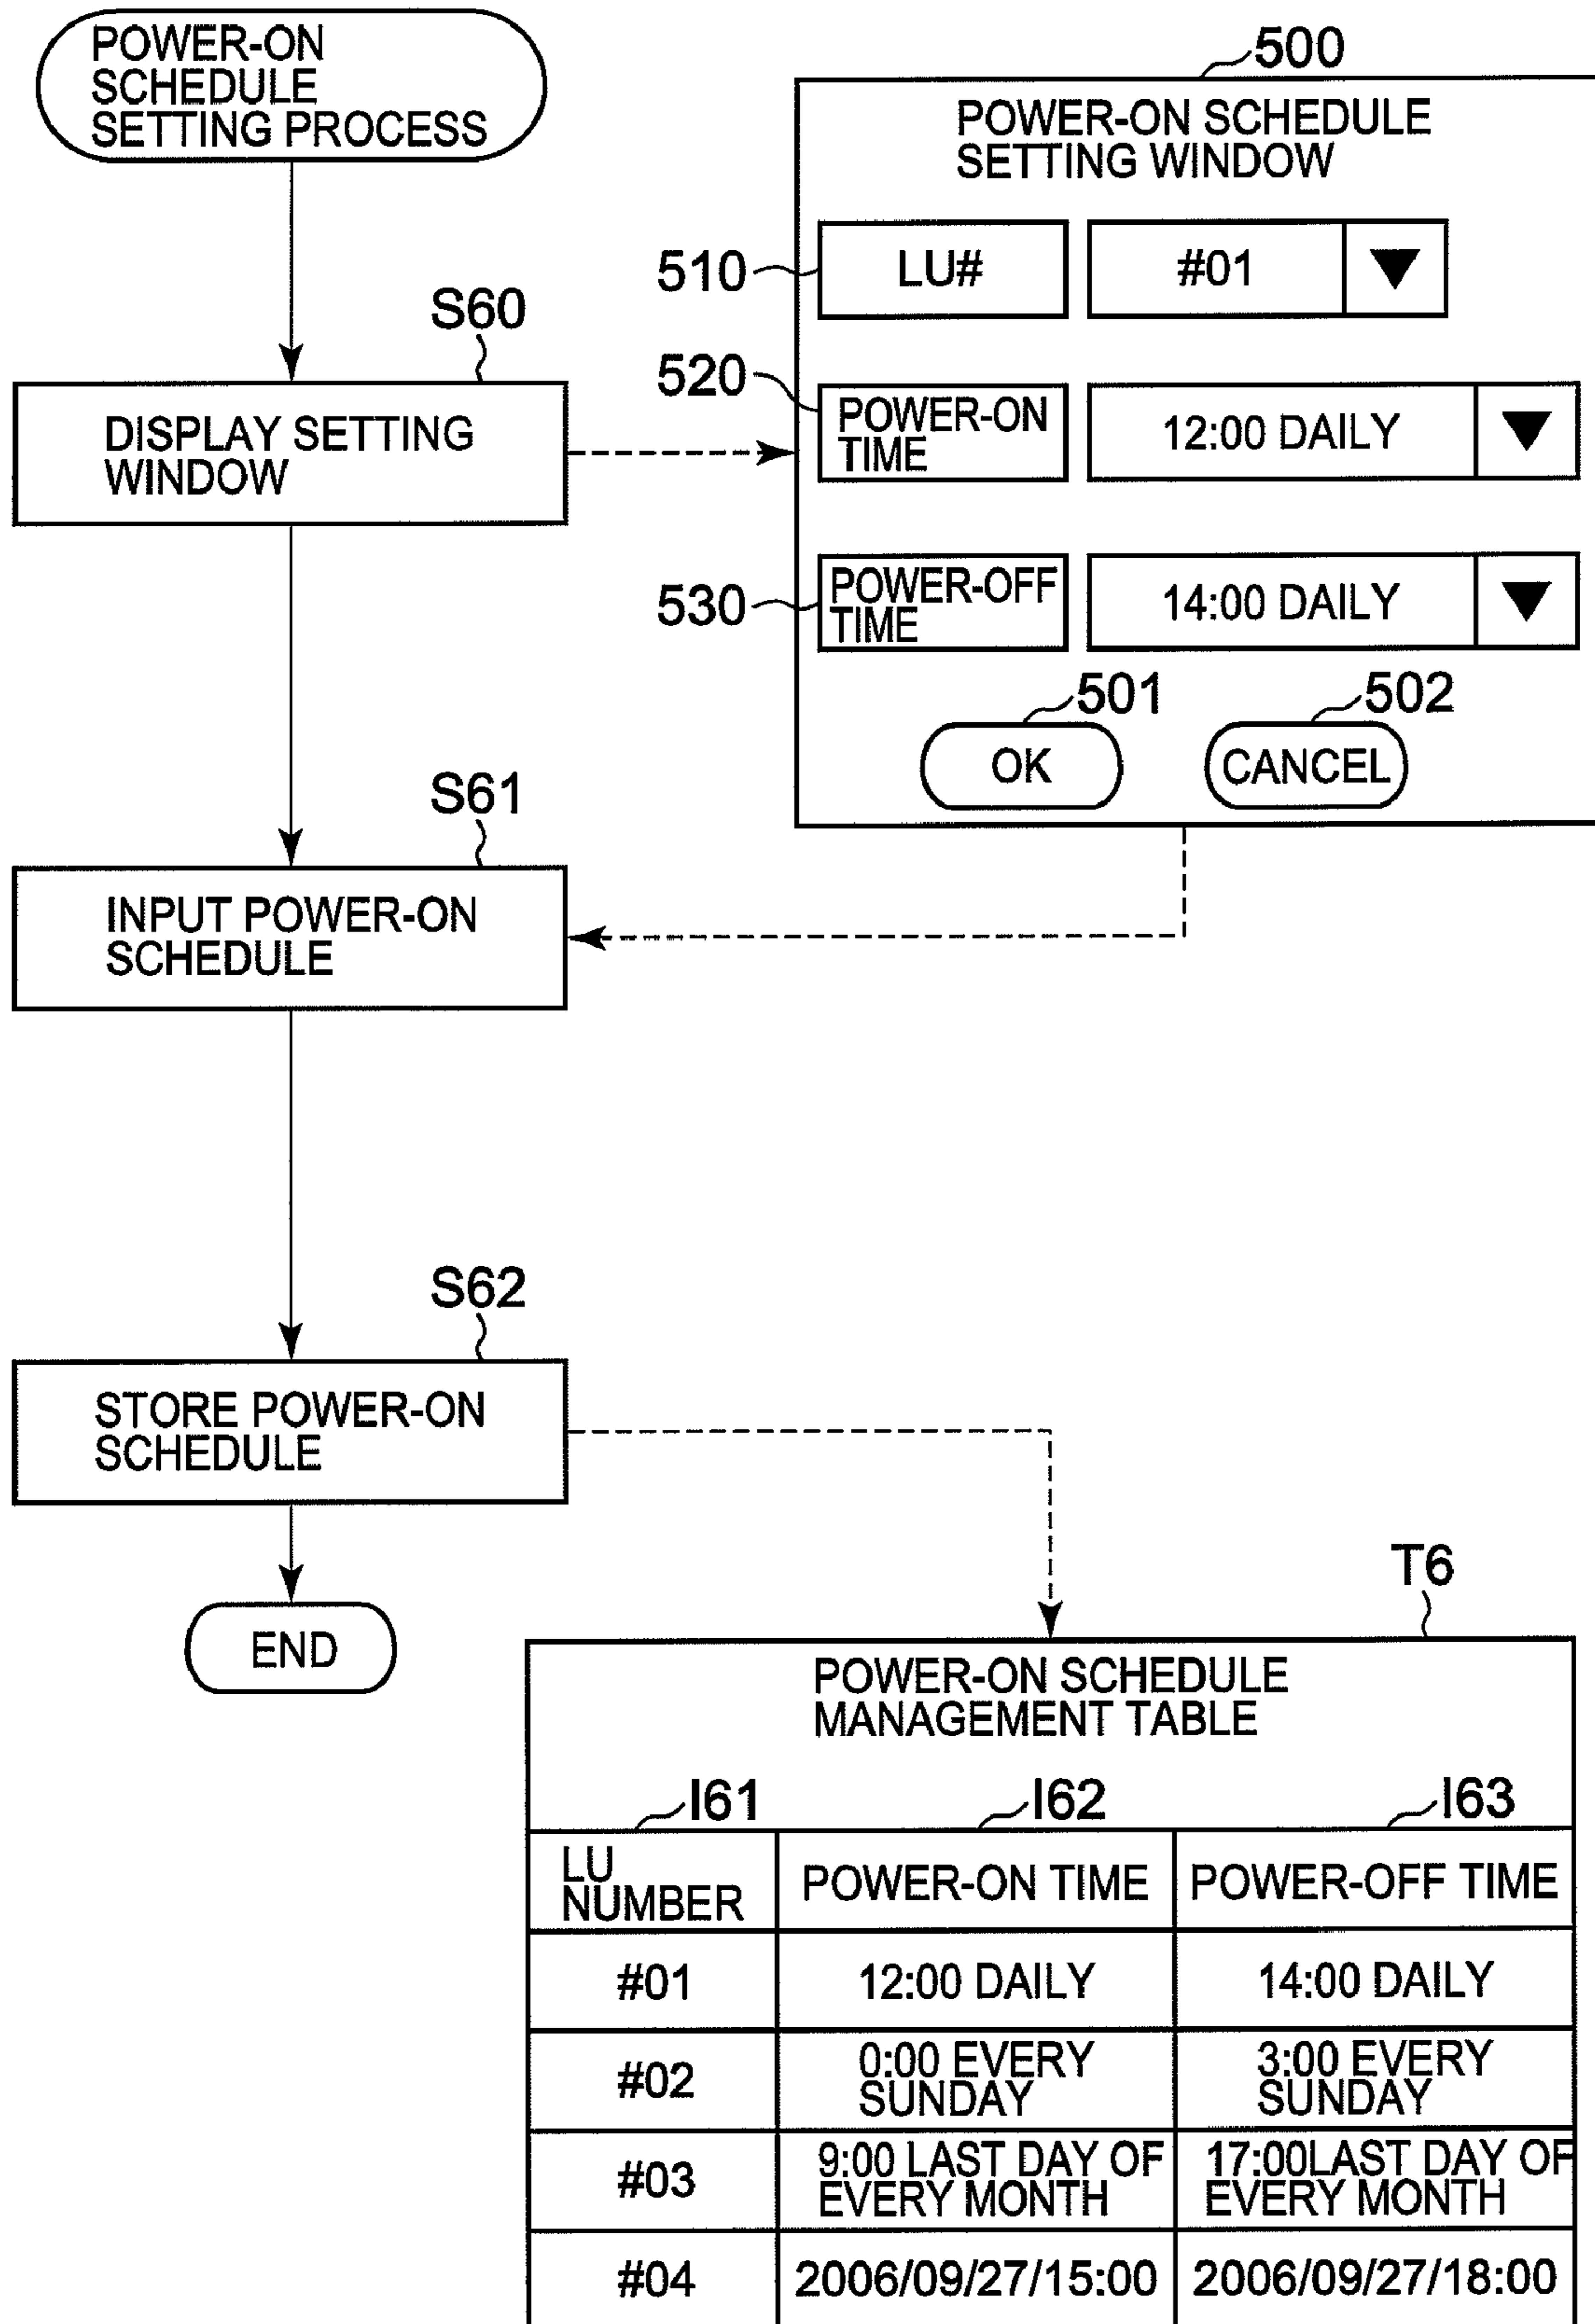 POWER-ON
SCHEDULE
SETTING PROCESS
S60
DISPLAY SETTING
WINDOW
S61
INPUT POWER-ON
SCHEDULE
S62
STORE POWER-ON
SCHEDULE
END
500
POWER-ON SCHEDULE
SETTING WINDOW
510
LU# #01
520
POWER-ON
TIME
12:00 DAILY
530
POWER-OFF
TIME
14:00 DAILY
501
OK
502
CANCEL
T6
POWER-ON SCHEDULE
MANAGEMENT TABLE
I61 I62 I63
LU
NUMBER
POWER-ON TIME
POWER-OFF TIME
#01
12:00 DAILY
14:00 DAILY
#02
0:00 EVERY
SUNDAY
3:00 EVERY
SUNDAY
#03
9:00 LAST DAY OF
EVERY MONTH
17:00LAST DAY OF
EVERY MONTH
#04
2006/09/27/15:00
2006/09/27/18:00